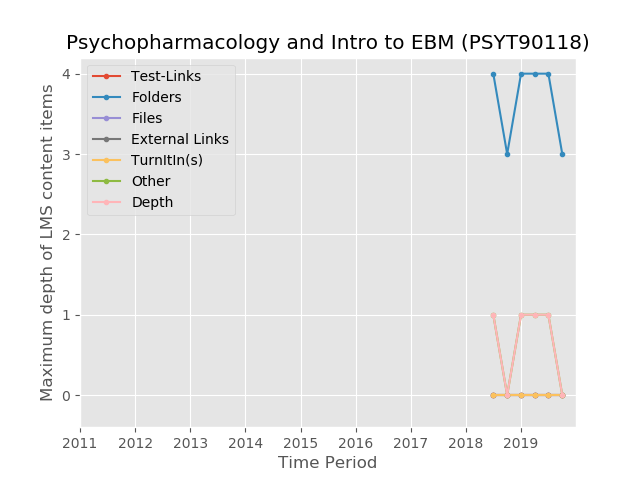 Psychopharmacology and Intro to EBM (PSYT90118)
Test-Links
Folders
Files
External Links
TurnItIn(s)
Other
Depth
Maximum depth of LMS content items
4
3
2
1
0
2011 2012 2013 2014 2015 2016 2017 2018 2019
Time Period